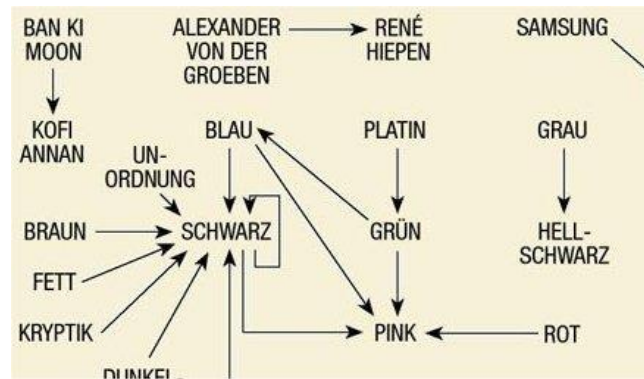 BAN KI
MOON
ALEXANDER
VON DER
GROEBEN
RENÉ
HIEPEN
SAMSUNG
KOFI
ANNAN
BLAU
PLATIN
GRAU
UN-
ORDNUNG
BRAUN
SCHWARZ
GRÜN
HELL-
SCHWARZ
FETT
KRYPTIK
PINK
ROT
DUNKEL-